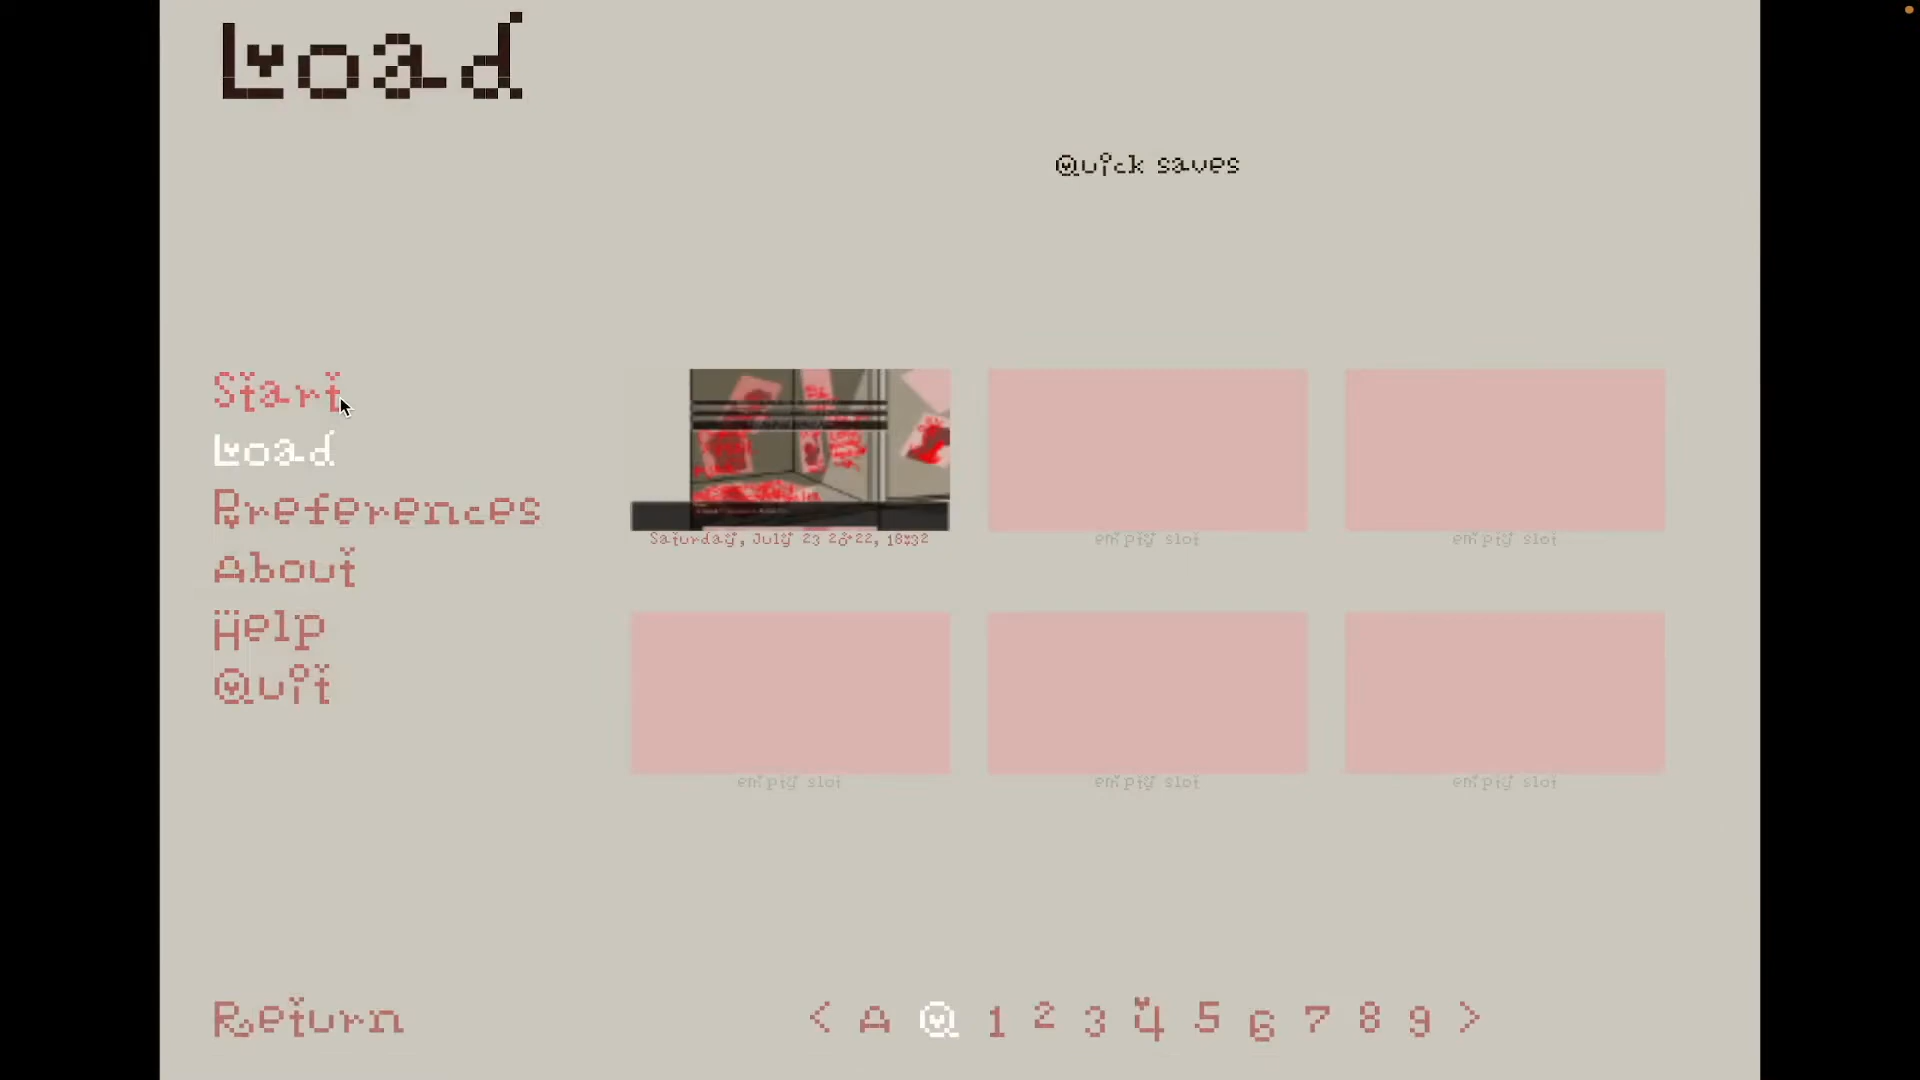 Load
Quick saves
Start
Load
Preferences
About
Help
Quit
Saturday, July 23 2022, 18:32
empty slot
empty slot
empty slot
empty slot
empty slot
Return
< A Q 1 2 3 4 5 6 7 8 9 >